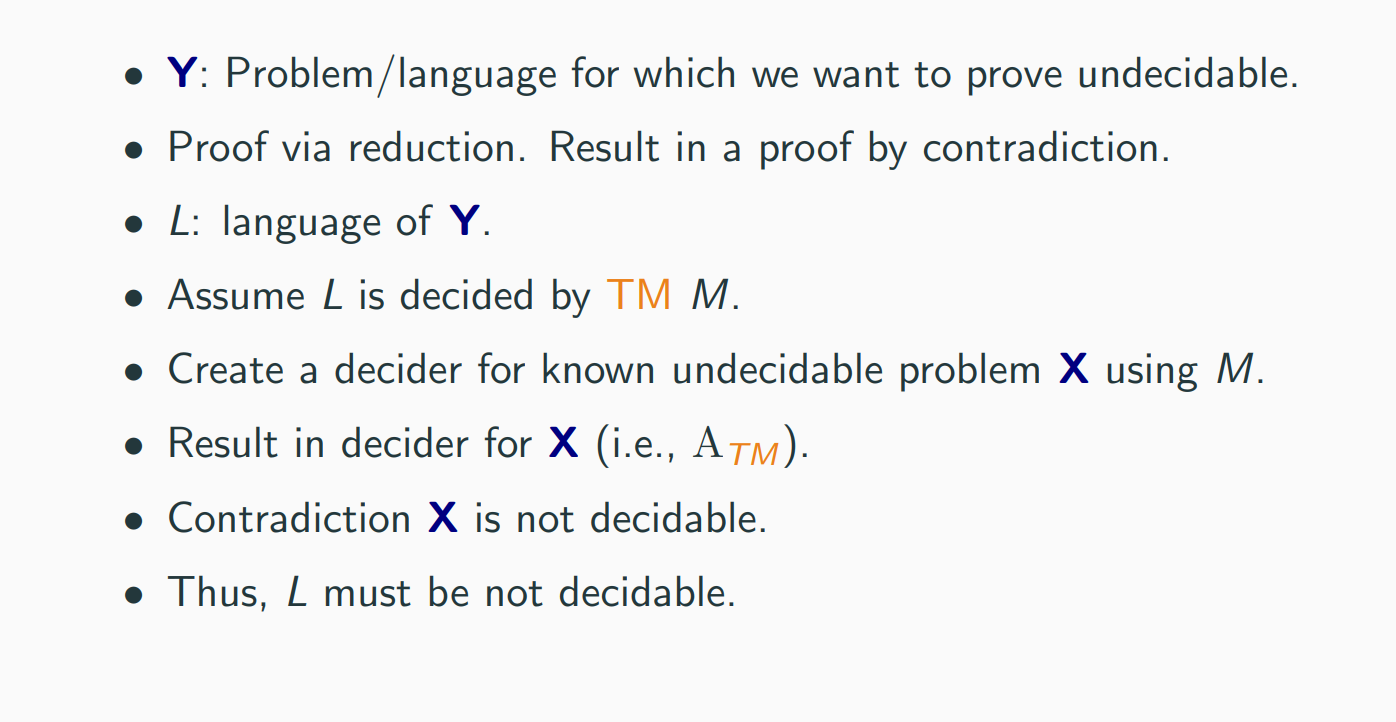 • Y: Problem/language for which we want to prove undecidable.
• Proof via reduction. Result in a proof by contradiction.
• L: language of Y.
• Assume L is decided by TM M.
• Create a decider for known undecidable problem X using M.
• Result in decider for X (i.e., A_TM).
• Contradiction X is not decidable.
• Thus, L must be not decidable.